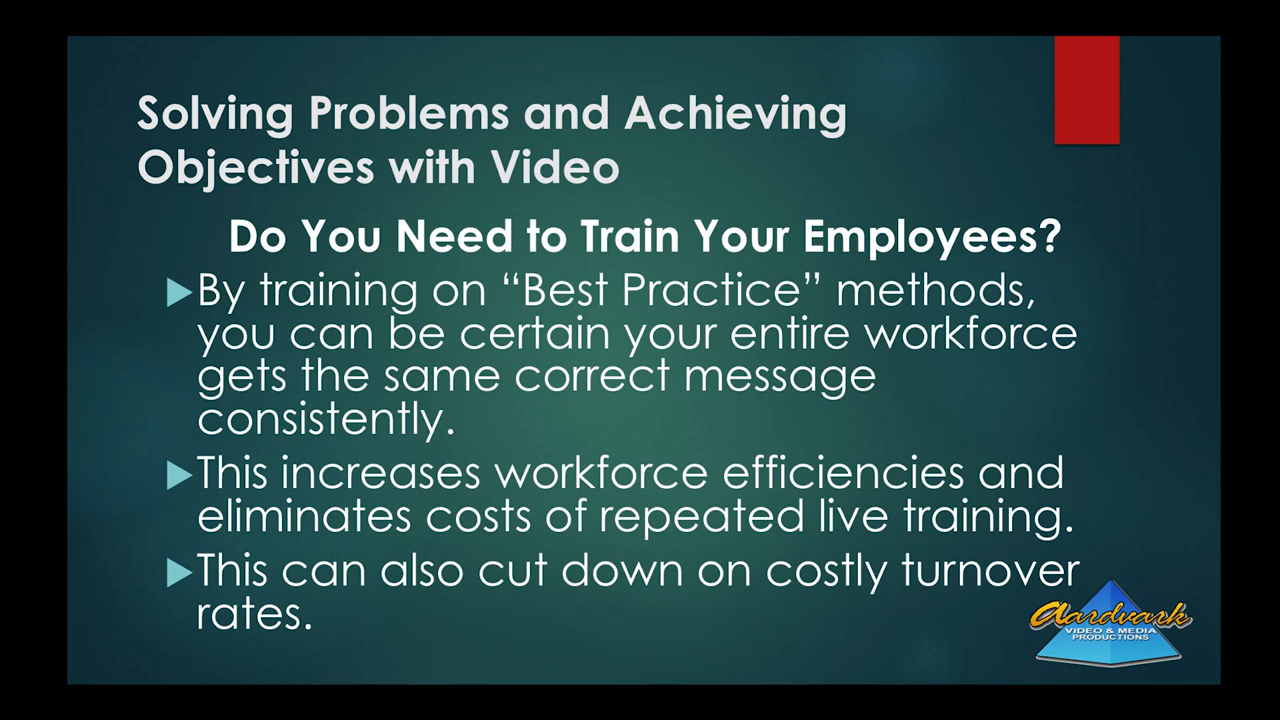 Solving Problems and Achieving
Objectives with Video
Do You Need to Train Your Employees?
By training on “Best Practice” methods,
you can be certain your entire workforce
gets the same correct message
consistently.
This increases workforce efficiencies and
eliminates costs of repeated live training.
This can also cut down on costly turnover
rates.
Aardvark
VIDEO & MEDIA
PRODUCTIONS